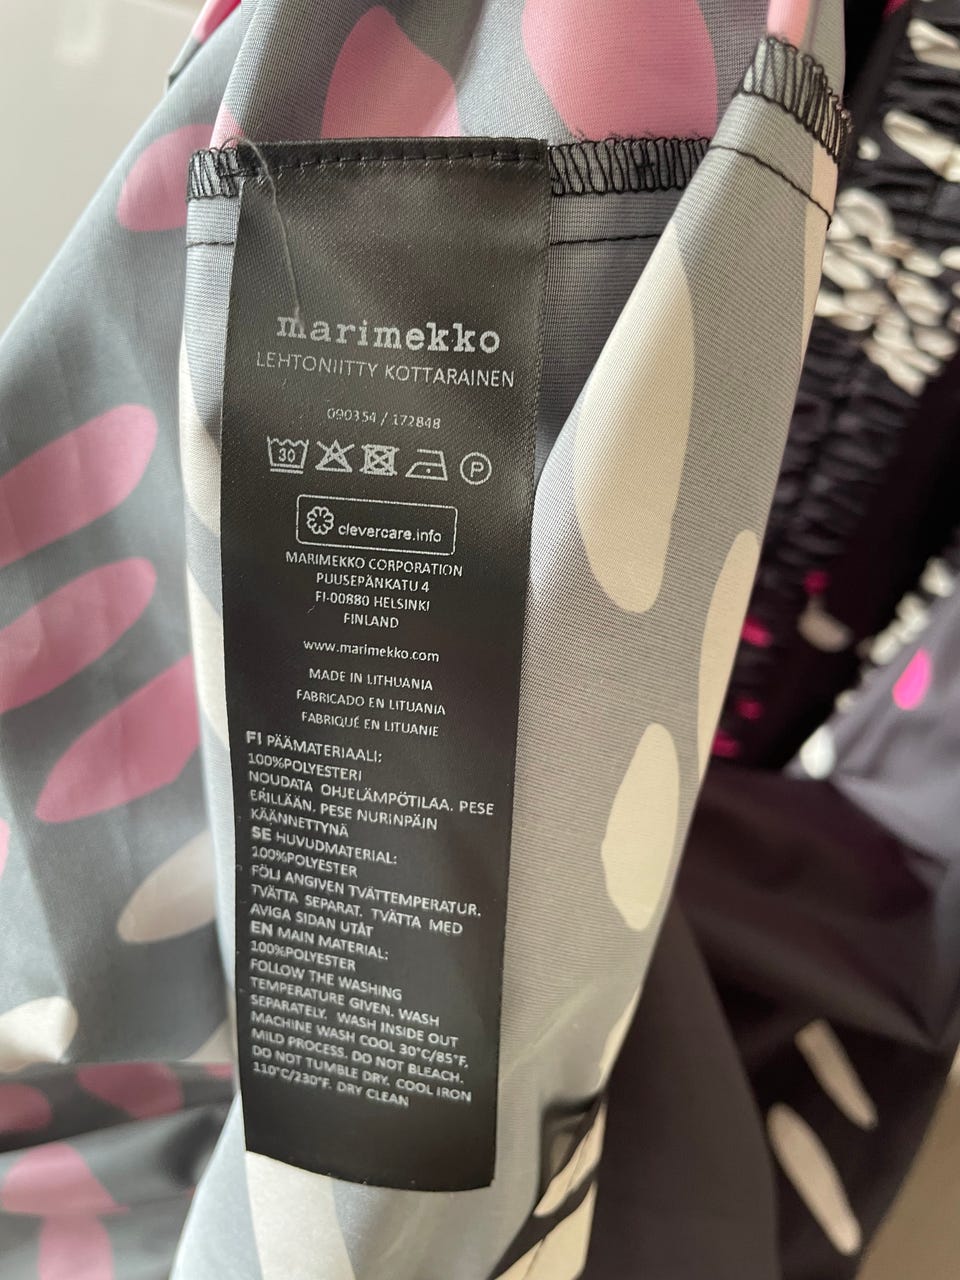 marimekko
LEHTONIITTY KOTTARAINEN
090354 / 172848
30 P
clevercare.info
MARIMEKKO CORPORATION
PUUSEPÄNKATU 4
FI-00880 HELSINKI
FINLAND
www.marimekko.com
MADE IN LITHUANIA
FABRICADO EN LITUANIA
FABRIQUÉ EN LITUANIE
FI PÄÄMATERIAALI:
100%POLYESTERI
NOUDATA OHJELÄMPÖTILAA. PESE
ERILLÄÄN. PESE NURINPÄIN
KÄÄNNETTYNÄ
SE HUVUDMATERIAL:
100%POLYESTER
FÖLJ ANGIVEN TVÄTTEMPERATUR.
TVÄTTA SEPARAT. TVÄTTA MED
AVIGA SIDAN UTÅT
EN MAIN MATERIAL:
100%POLYESTER
FOLLOW THE WASHING
TEMPERATURE GIVEN. WASH
SEPARATELY. WASH INSIDE OUT
MACHINE WASH COOL 30°C/85°F.
MILD PROCESS. DO NOT BLEACH.
DO NOT TUMBLE DRY. COOL IRON
110°C/230°F. DRY CLEAN